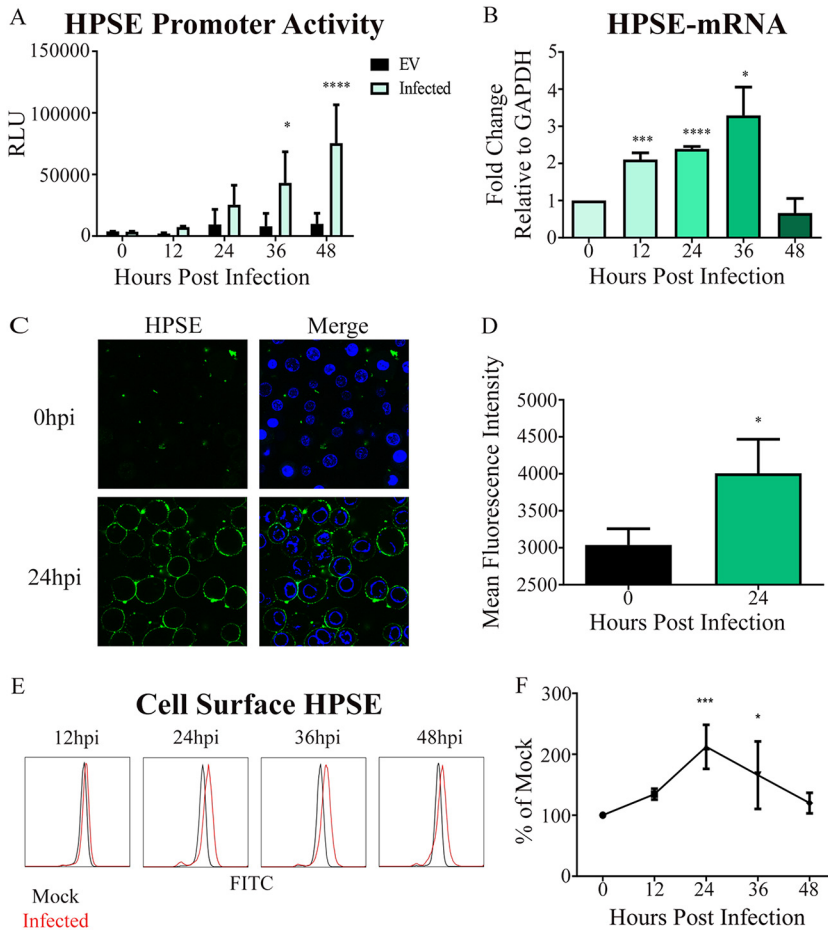 A
HPSE Promoter Activity
150000
100000
50000
0
RLU
EV
Infected
*
****
0 12 24 36 48
Hours Post Infection
B
HPSE-mRNA
5
4
3
2
1
0
Fold Change
Relative to GAPDH
***
****
*
0 12 24 36 48
Hours Post Infection
C
HPSE Merge
0hpi
24hpi
D
5000
4500
4000
3500
3000
2500
Mean Fluorescence Intensity
*
0 24
Hours Post Infection
E
Cell Surface HPSE
12hpi 24hpi 36hpi 48hpi
FITC
Mock
Infected
F
300
200
100
0
% of Mock
***
*
0 12 24 36 48
Hours Post Infection